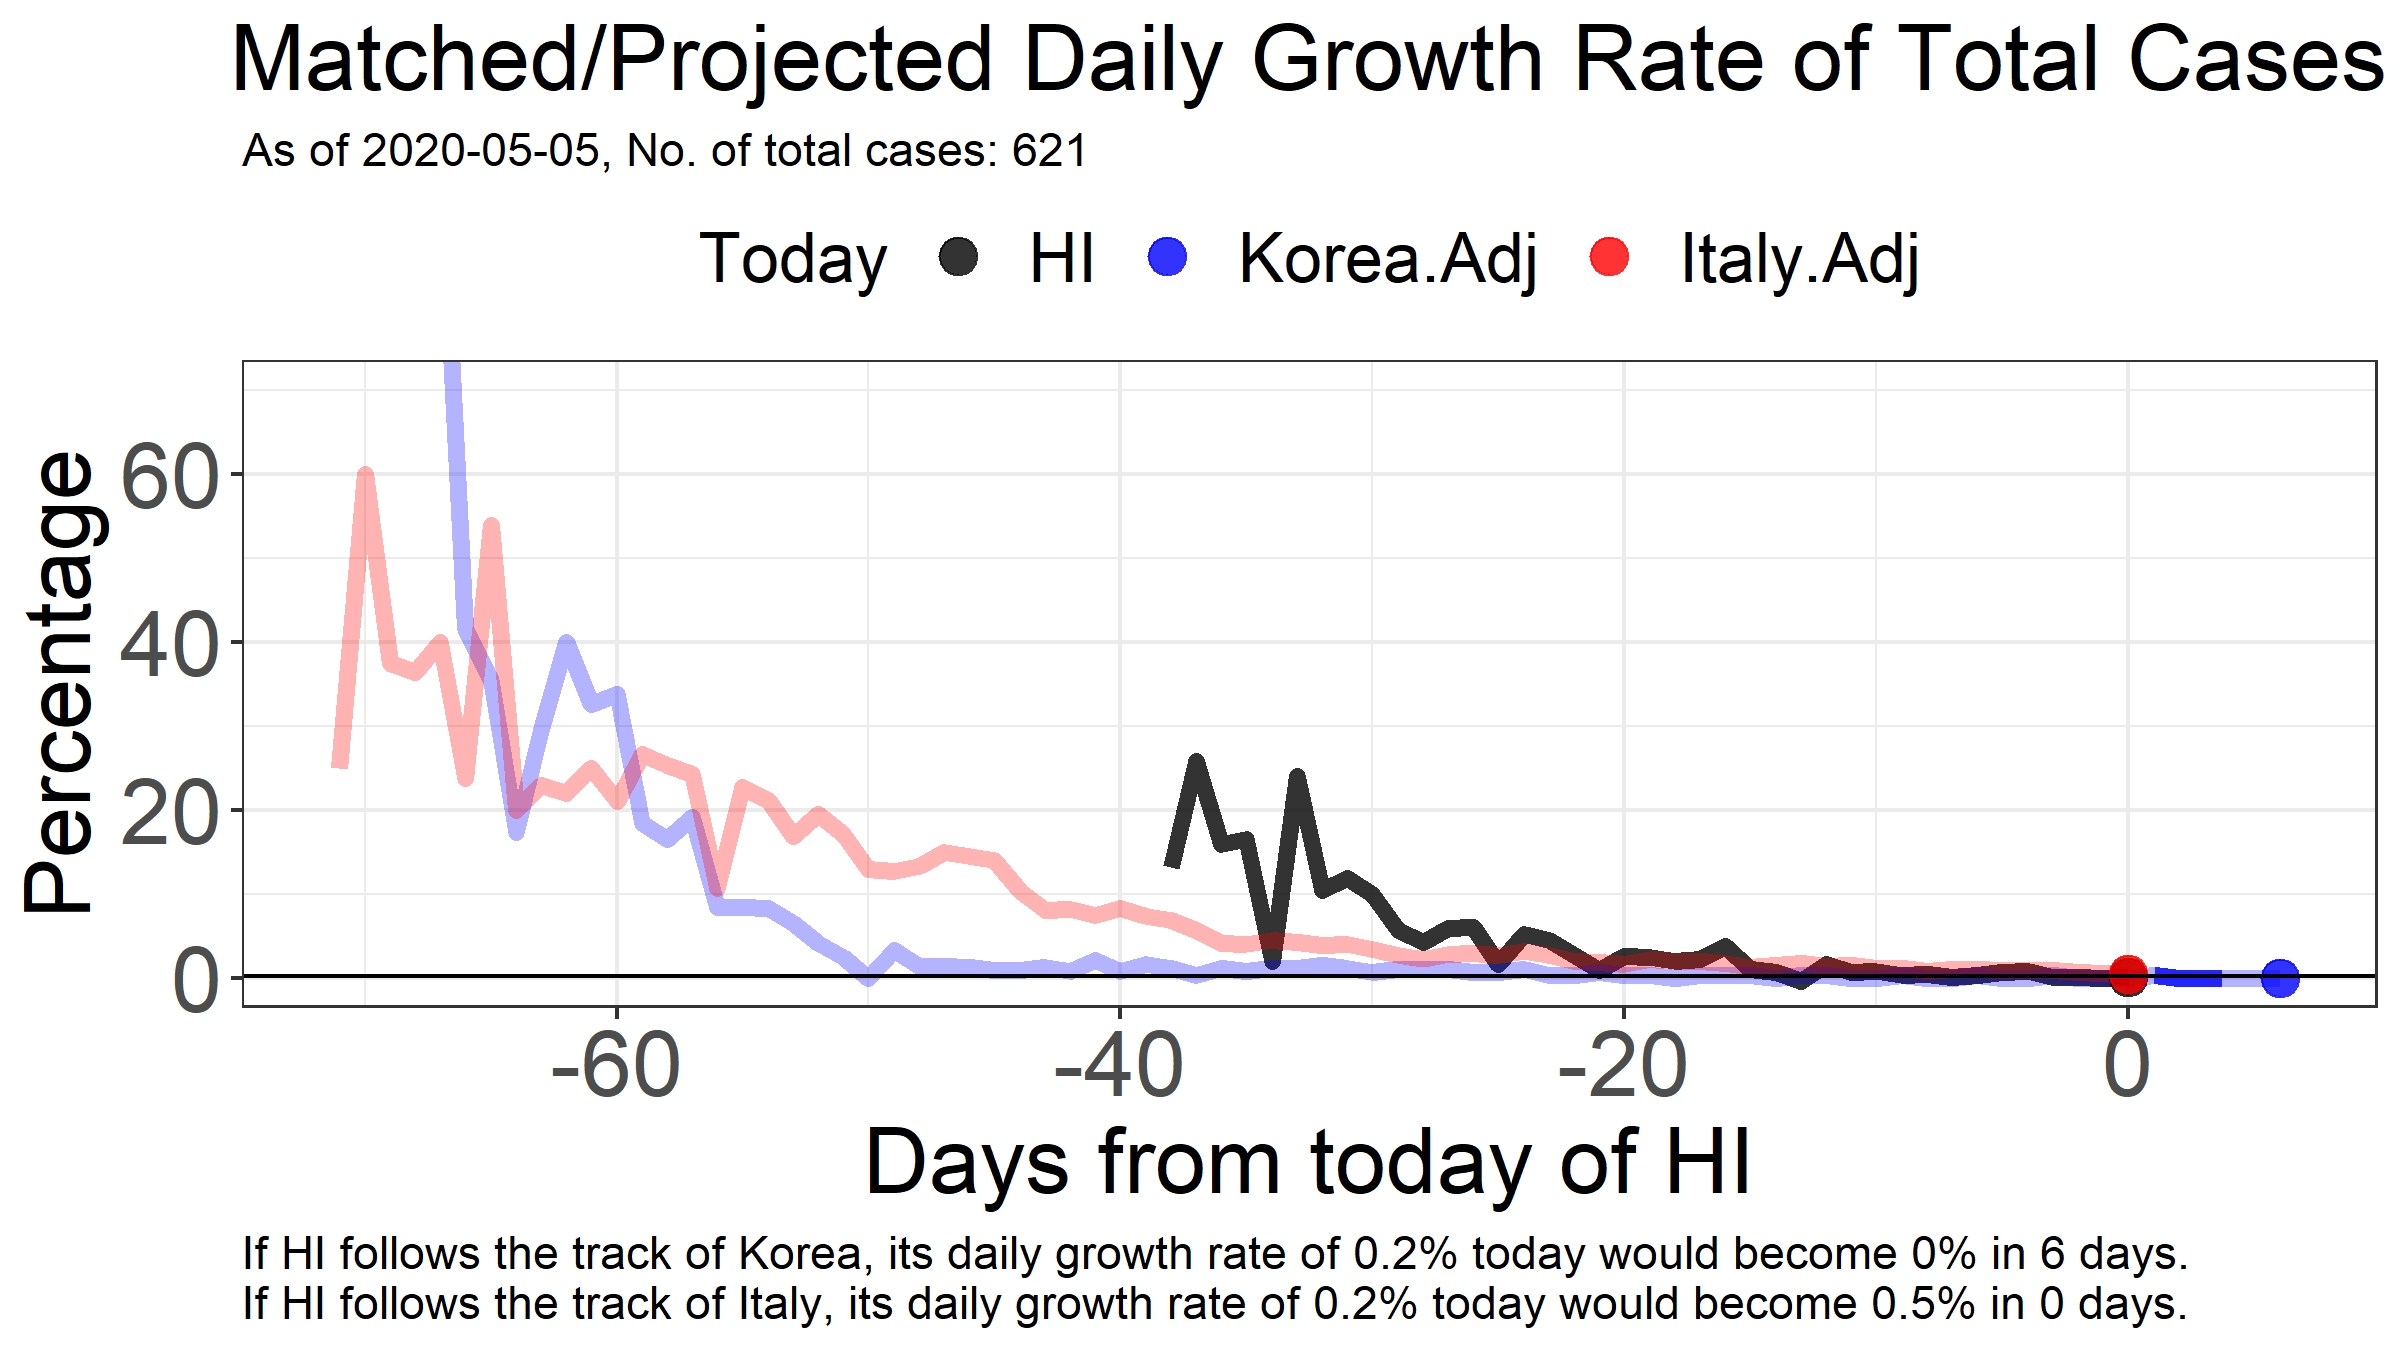 Matched/Projected Daily Growth Rate of Total Cases
As of 2020-05-05, No. of total cases: 621
Today HI Korea.Adj Italy.Adj
Percentage
60
40
20
0
-60 -40 -20 0
Days from today of HI
If HI follows the track of Korea, its daily growth rate of 0.2% today would become 0% in 6 days.
If HI follows the track of Italy, its daily growth rate of 0.2% today would become 0.5% in 0 days.